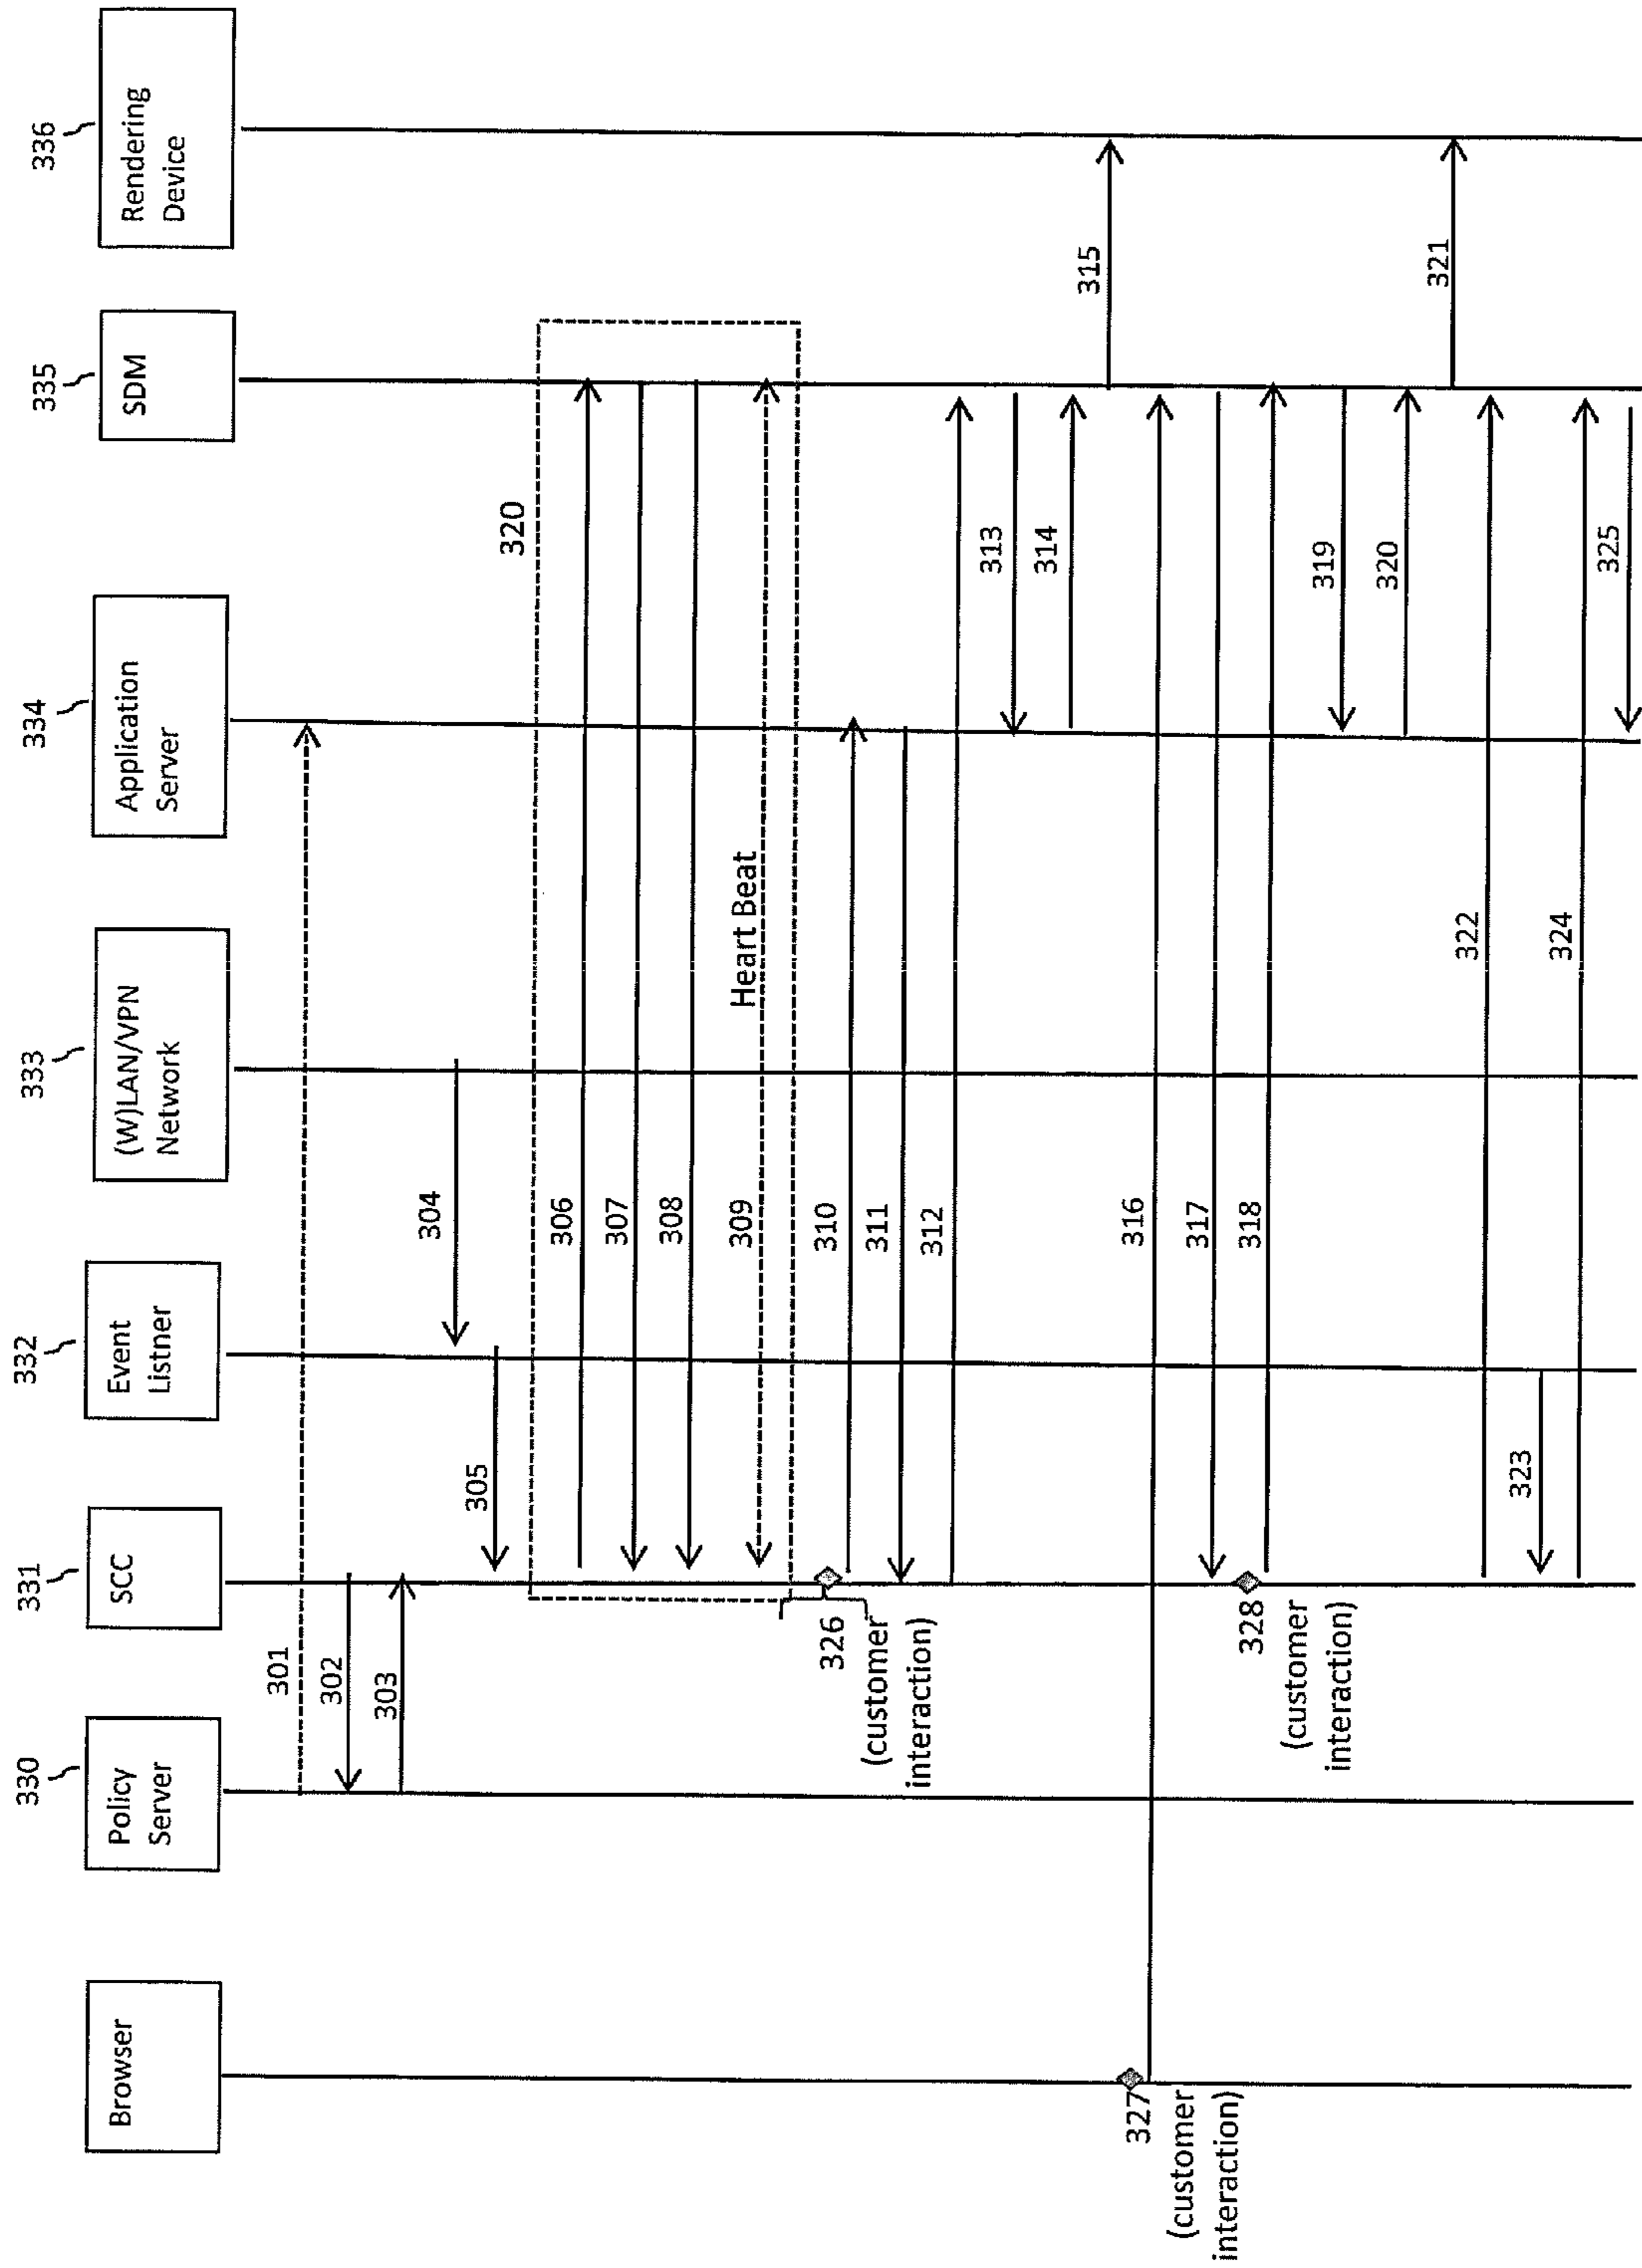 Browser
330
Policy
Server
331
SCC
332
Event
Listner
333
(W)LAN/VPN
Network
334
Application
Server
335
SDM
336
Rendering
Device
301
302
303
304
305
320
306
307
308
309
Heart Beat
326
(customer
interaction)
310
311
312
313
314
315
327
(customer
interaction)
316
317
328
(customer
interaction)
318
319
320
321
322
323
324
325